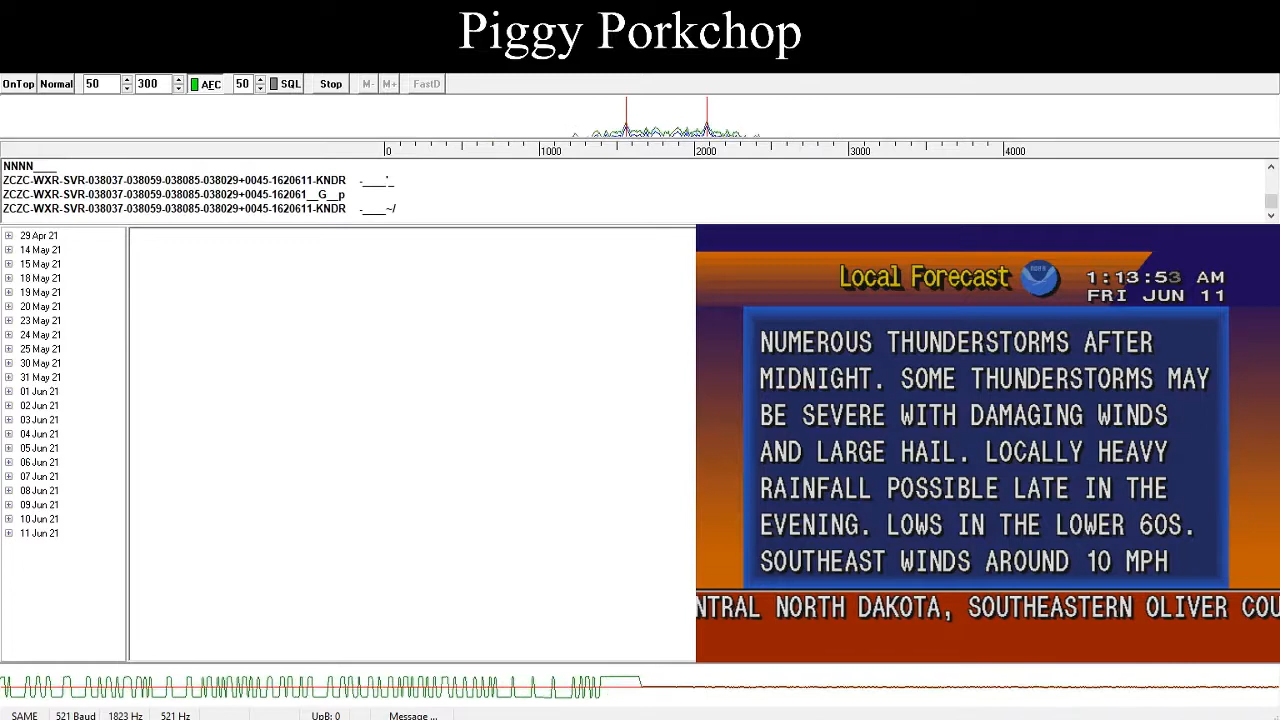 Piggy Porkchop
OnTop Normal 50 300 AFC 50 SQL Stop M- M+ FastD
0 1000 2000 3000 4000
NNNN____
ZCZC-WXR-SVR-038037-038059-038085-038029+0045-1620611-KNDR -____'_
ZCZC-WXR-SVR-038037-038059-038085-038029+0045-162061__G__p
ZCZC-WXR-SVR-038037-038059-038085-038029+0045-1620611-KNDR -____~/
29 Apr 21
14 May 21
15 May 21
18 May 21
19 May 21
20 May 21
23 May 21
24 May 21
25 May 21
30 May 21
31 May 21
01 Jun 21
02 Jun 21
03 Jun 21
04 Jun 21
05 Jun 21
06 Jun 21
07 Jun 21
08 Jun 21
09 Jun 21
10 Jun 21
11 Jun 21
Local Forecast
1:13:53 AM
FRI JUN 11
NUMEROUS THUNDERSTORMS AFTER
MIDNIGHT. SOME THUNDERSTORMS MAY
BE SEVERE WITH DAMAGING WINDS
AND LARGE HAIL. LOCALLY HEAVY
RAINFALL POSSIBLE LATE IN THE
EVENING. LOWS IN THE LOWER 60S.
SOUTHEAST WINDS AROUND 10 MPH
NTRAL NORTH DAKOTA, SOUTHEASTERN OLIVER COU
SAME 521 Baud 1823 Hz 521 Hz UpB: 0 Message ...